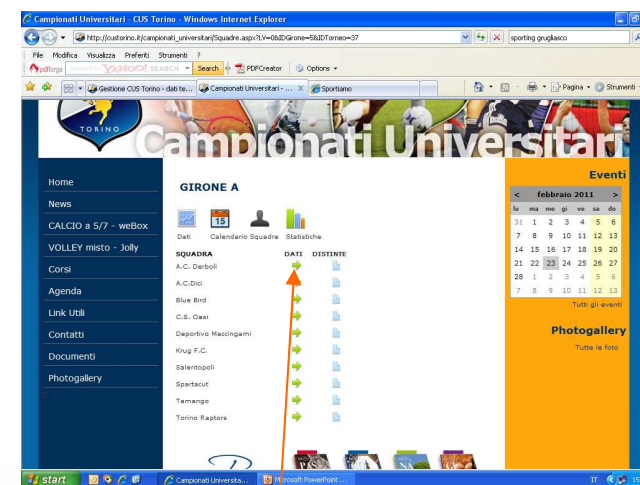 Campionati Universitari - CUS Torino - Windows Internet Explorer
http://custorino.it/campionati_universitari/Squadre.aspx?LV=0&IDGirone=5&IDTorneo=37
sporting grugliasco
File Modifica Visualizza Preferiti Strumenti ?
pdfforge YAHOO! SEARCH Search PDFCreator Options
Gestione CUS Torino - dati te... Campionati Universitari - ... X Sportiamo Pagina Strumenti
TORINO
Campionati Universitari
Home
News
CALCIO a 5/7 - weBox
VOLLEY misto - Jolly
Corsi
Agenda
Link Utili
Contatti
Documenti
Photogallery
GIRONE A
15
Dati Calendario Squadre Statistiche
SQUADRA DATI DISTINTE
A.C. Derboli
A.C.Dici
Blue Bird
C.S. Oasi
Deportivo Maccingami
Krug F.C.
Salentopoli
Spartacut
Tamango
Torino Raptors
Eventi
< febbraio 2011 >
lu ma me gi ve sa do
31 1 2 3 4 5 6
7 8 9 10 11 12 13
14 15 16 17 18 19 20
21 22 23 24 25 26 27
28 1 2 3 4 5 6
7 8 9 10 11 12 13
Tutti gli eventi
Photogallery
Tutte le foto
start Campionati Universita... Microsoft PowerPoint ... IT 15